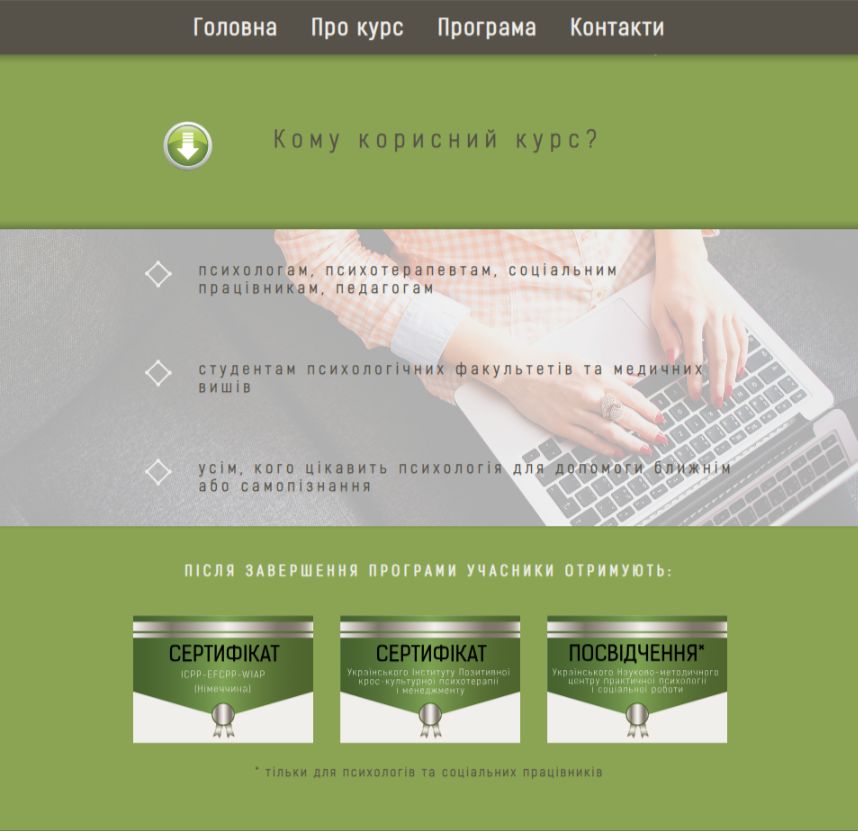 Головна Про курс Програма Контакти
Кому корисний курс?
психологам, психотерапевтам, соціальним
працівникам, педагогам
студентам психологічних факультетів та медичних
вишів
усім, кого цікавить психологія для допомоги ближнім
або самопізнання
ПІСЛЯ ЗАВЕРШЕННЯ ПРОГРАМИ УЧАСНИКИ ОТРИМУЮТЬ:
СЕРТИФІКАТ
ICPP-EFCPP-WIAP
(Німеччина)
СЕРТИФІКАТ
Українського Інституту Позитивної
крос-культурної психотерапії
і менеджменту
ПОСВІДЧЕННЯ*
Українського Науково-методичного
центру практичної психології
і соціальної роботи
* тільки для психологів та соціальних працівників